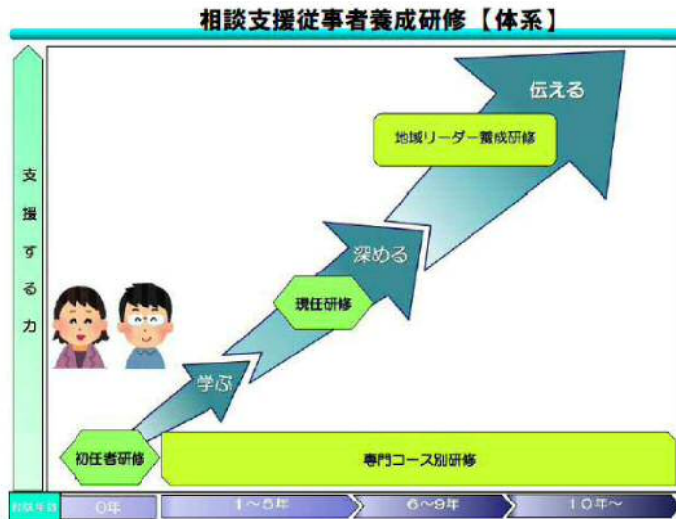 相談支援従事者養成研修【体系】
伝える
地域リーダー養成研修
支援する力
深める
現任研修
学ぶ
初任者研修
専門コース別研修
0年
1～5年
6～9年
10年～